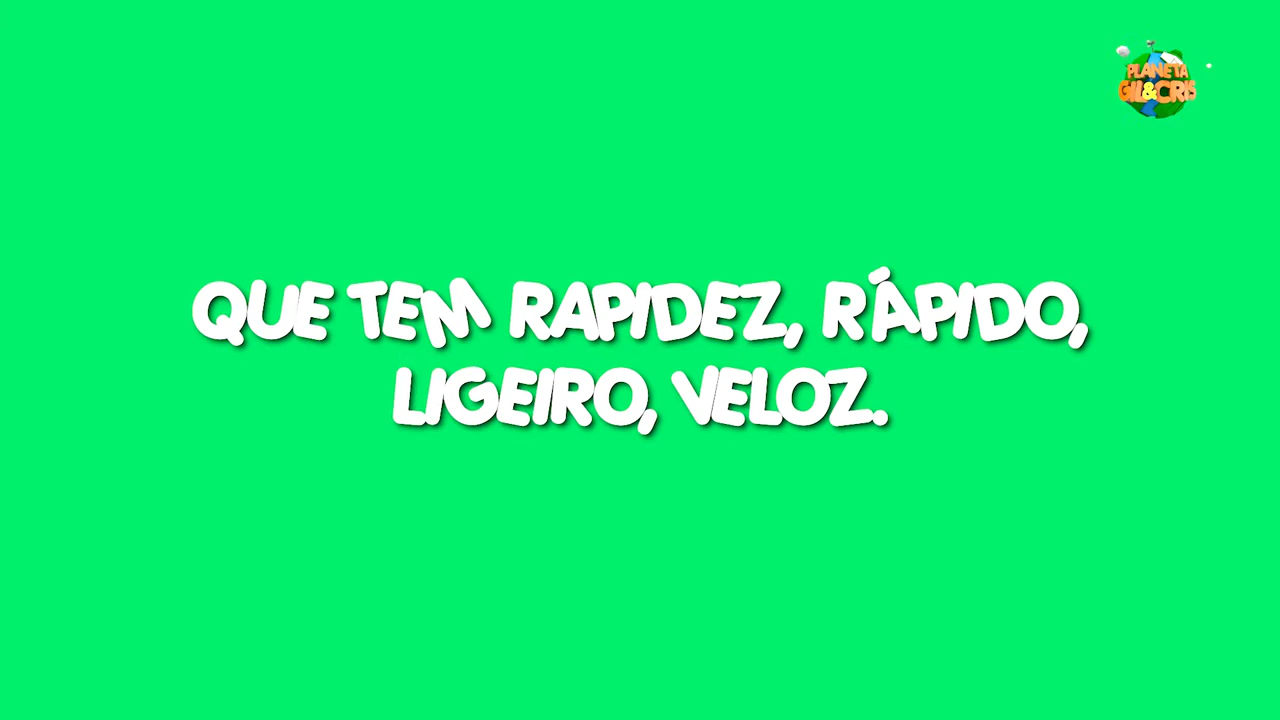 PLANETA
GIL&CRIS
QUE TEM RAPIDEZ, RÁPIDO,
LIGEIRO, VELOZ.